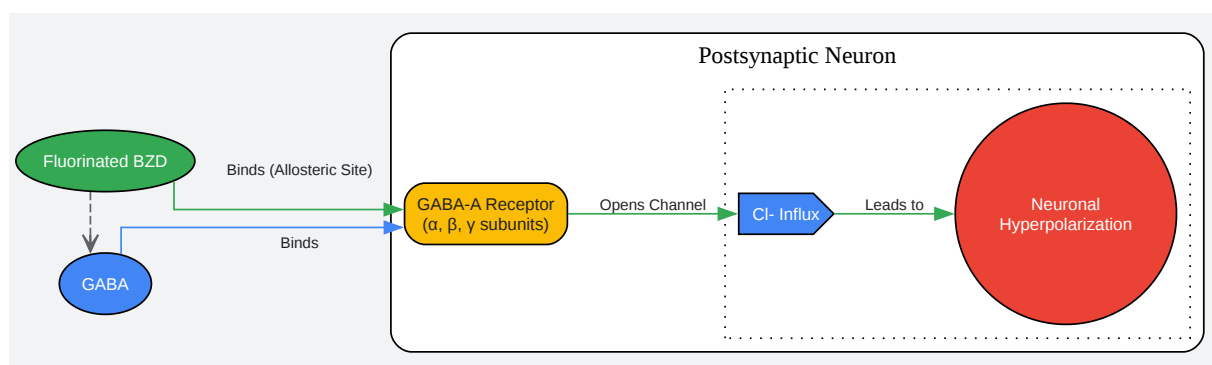 Postsynaptic Neuron
Fluorinated BZD
Binds (Allosteric Site)
GABA-A Receptor
(α, β, γ subunits)
Opens Channel
Cl- Influx
Leads to
Neuronal
Hyperpolarization
Binds
GABA